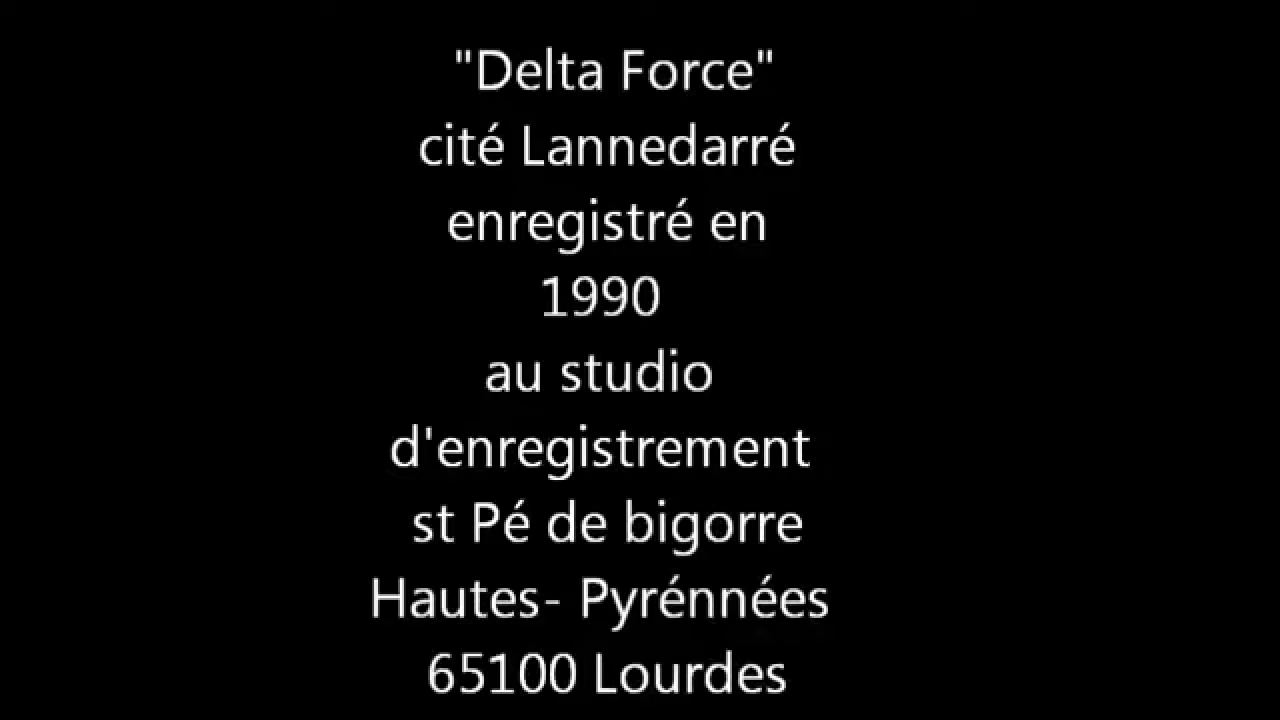 "Delta Force"
cité Lannedarré
enregistré en
1990
au studio
d'enregistrement
st Pé de bigorre
Hautes- Pyrénnées
65100 Lourdes